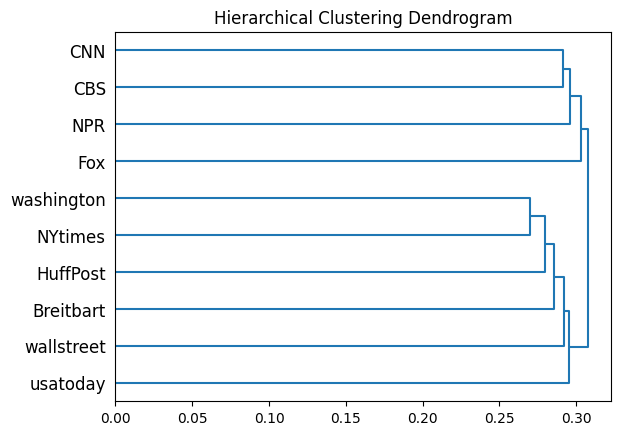 Hierarchical Clustering Dendrogram
CNN
CBS
NPR
Fox
washington
NYtimes
HuffPost
Breitbart
wallstreet
usatoday
0.00 0.05 0.10 0.15 0.20 0.25 0.30